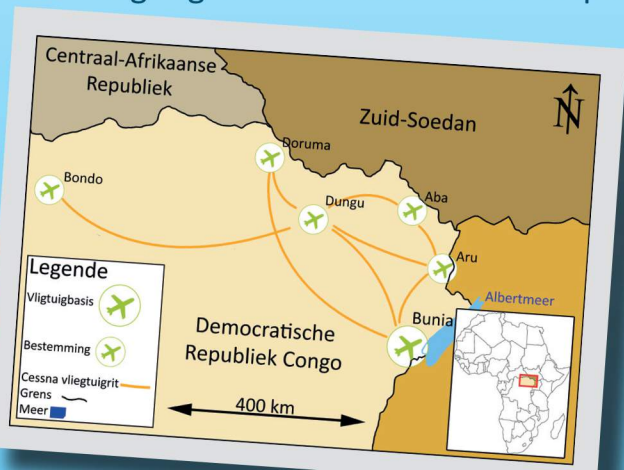 Centraal-Afrikaanse
Republiek
Zuid-Soedan
N
Doruma
Bondo
Dungu
Aba
Aru
Albertmeer
Bunia
Democratische
Republiek Congo
400 km
Legende
Vligtuigbasis
Bestemming
Cessna vliegtuigrit
Grens
Meer